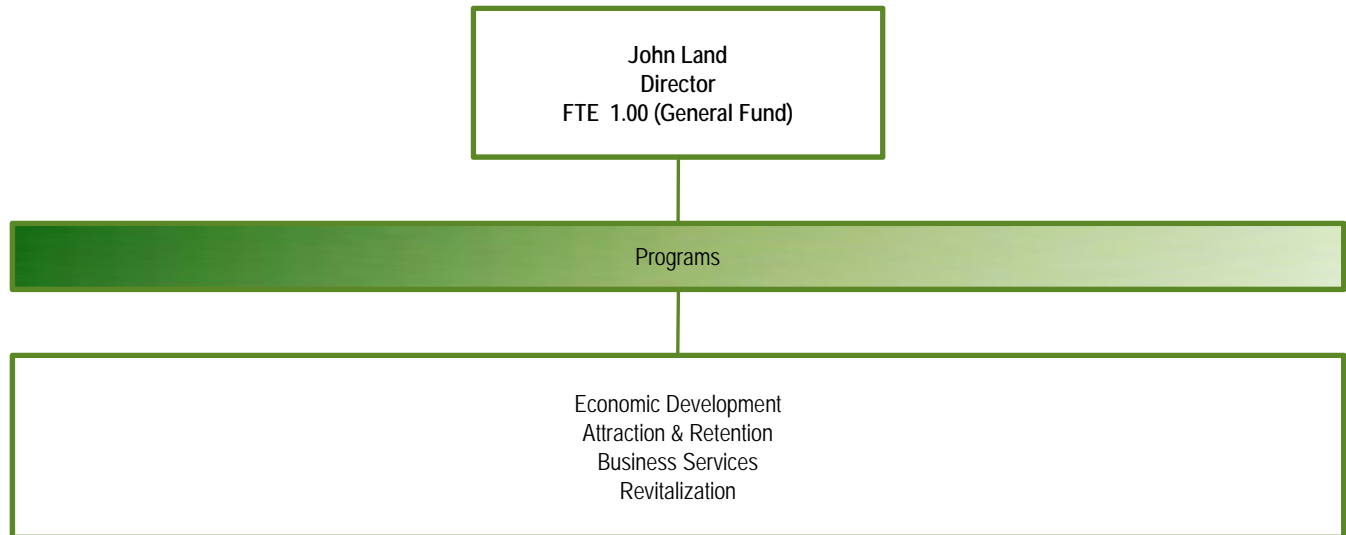 John Land
Director
FTE  1.00 (General Fund)
Programs
Economic Development
Attraction & Retention
Business Services
Revitalization